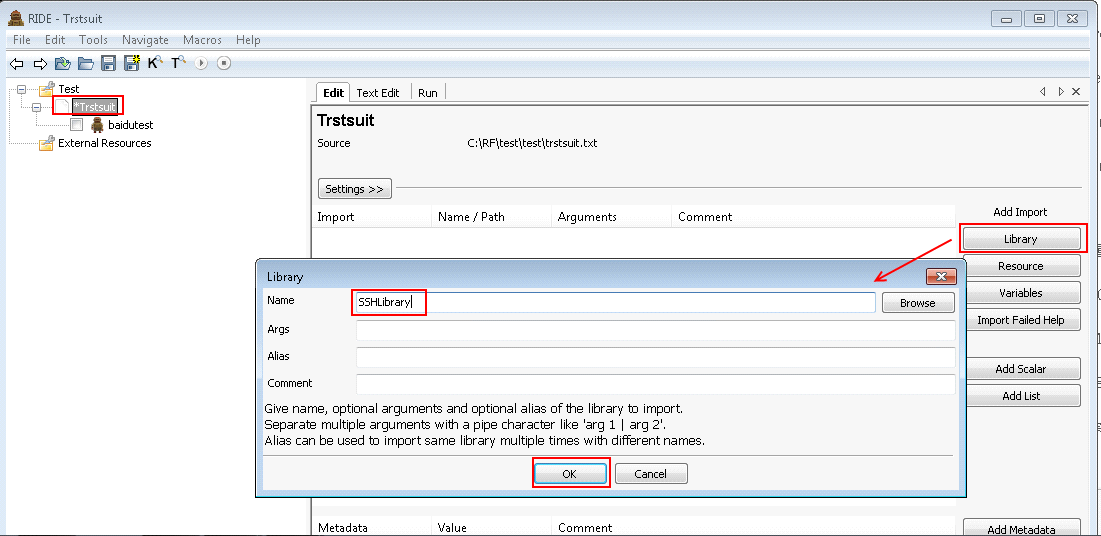 RIDE - Trstsuit
File Edit Tools Navigate Macros Help
K T
Test
*Trstsuit
baidutest
External Resources
Edit Text Edit Run
Trstsuit
Source C:\RF\test\test\trstsuit.txt
Settings >>
Import Name / Path Arguments Comment
Add Import
Library
Resource
Variables
Import Failed Help
Add Scalar
Add List
Library
Name SSHLibrary Browse
Args
Alias
Comment
Give name, optional arguments and optional alias of the library to import.
Separate multiple arguments with a pipe character like 'arg 1 | arg 2'.
Alias can be used to import same library multiple times with different names.
OK Cancel
Metadata Value Comment Add Metadata